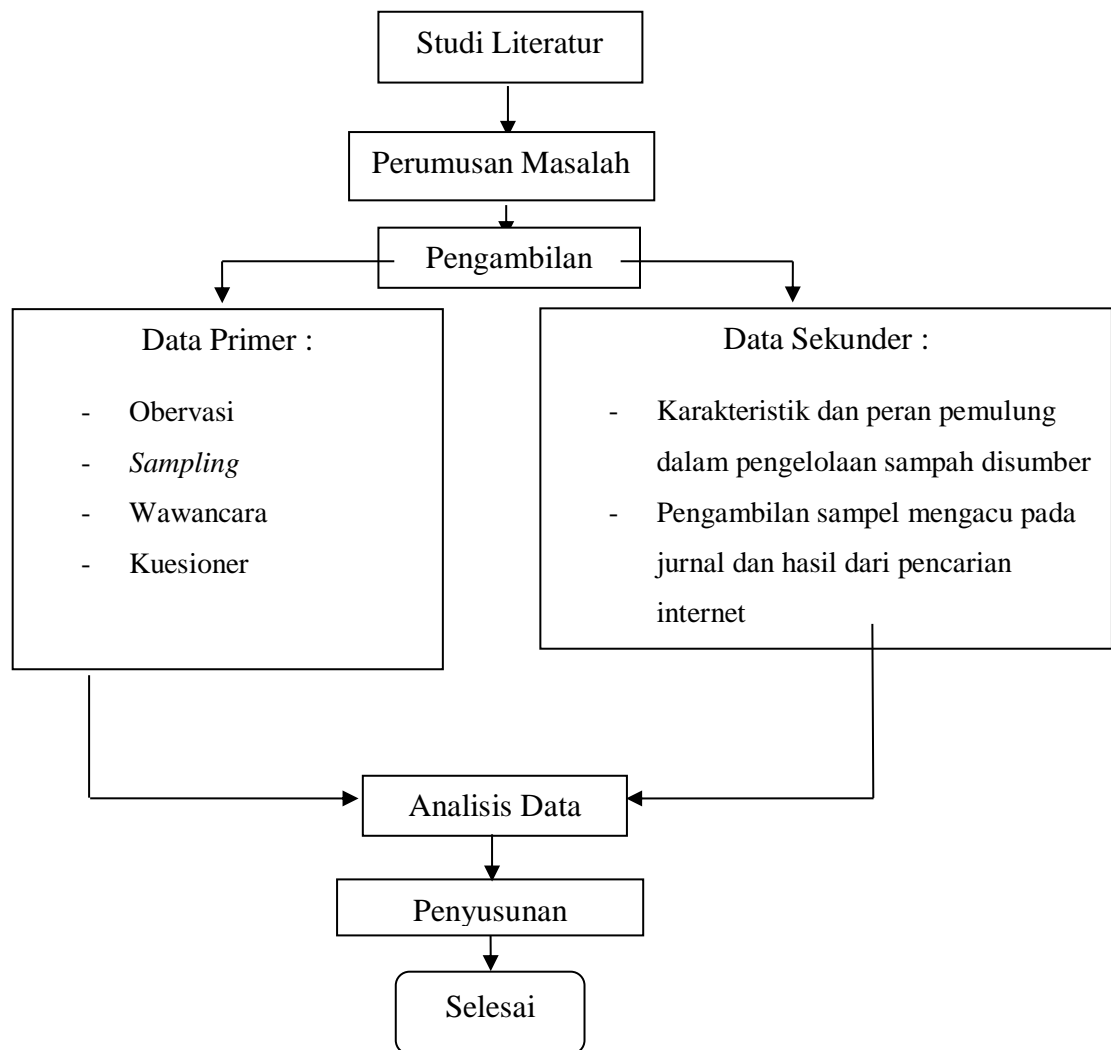 Studi Literatur
Perumusan Masalah
Pengambilan
Data Primer :
- Obervasi
- Sampling
- Wawancara
- Kuesioner
Data Sekunder :
- Karakteristik dan peran pemulung
dalam pengelolaan sampah disumber
- Pengambilan sampel mengacu pada
jurnal dan hasil dari pencarian
internet
Analisis Data
Penyusunan
Selesai